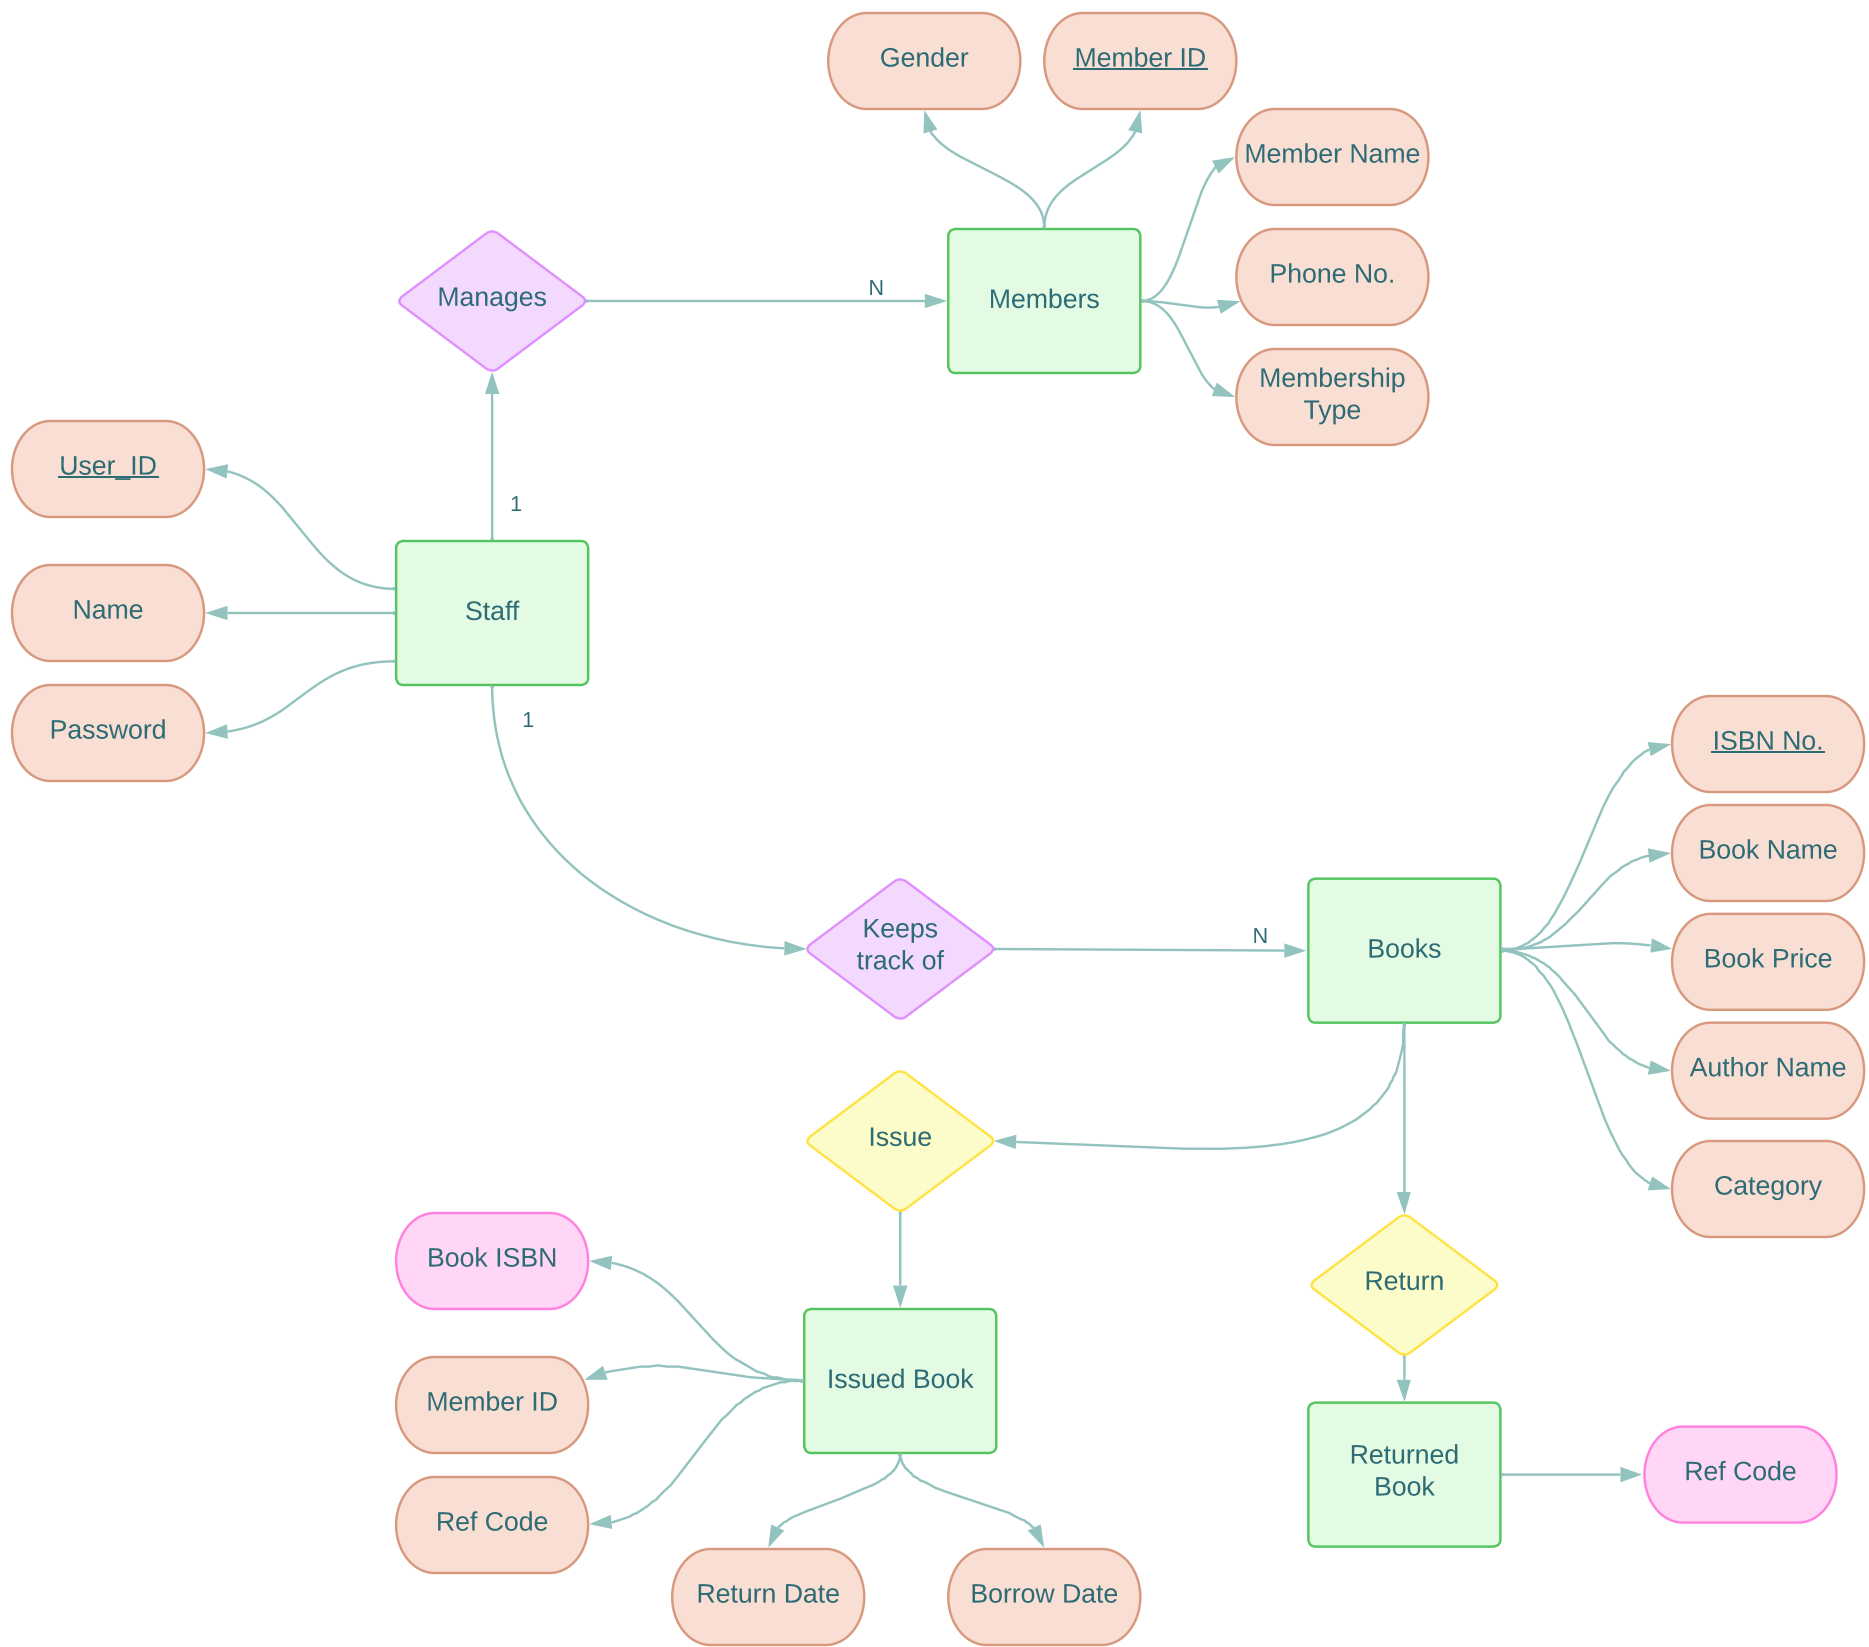 Gender
Member ID
Member Name
Manages
N
Members
Phone No.
Membership
Type
User_ID
1
Name
Staff
Password
1
ISBN No.
Book Name
Keeps
track of
N
Books
Book Price
Author Name
Issue
Category
Book ISBN
Return
Issued Book
Member ID
Ref Code
Returned
Book
Ref Code
Return Date
Borrow Date